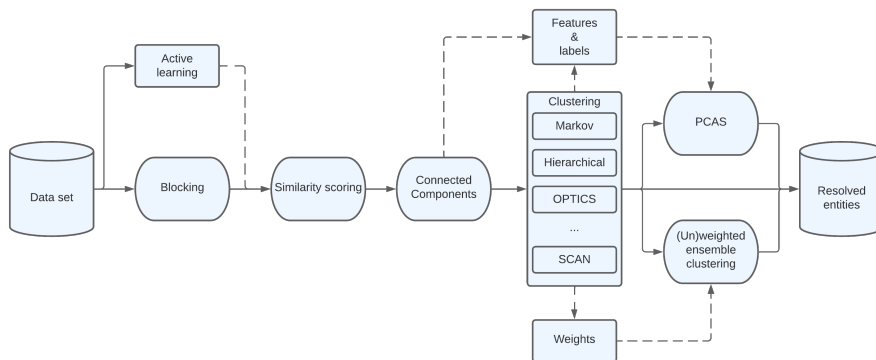 Data set
Active
learning
Blocking
Similarity scoring
Connected
Components
Features
&
labels
Clustering
Markov
Hierarchical
OPTICS
...
SCAN
Weights
PCAS
(Un)weighted
ensemble
clustering
Resolved
entities